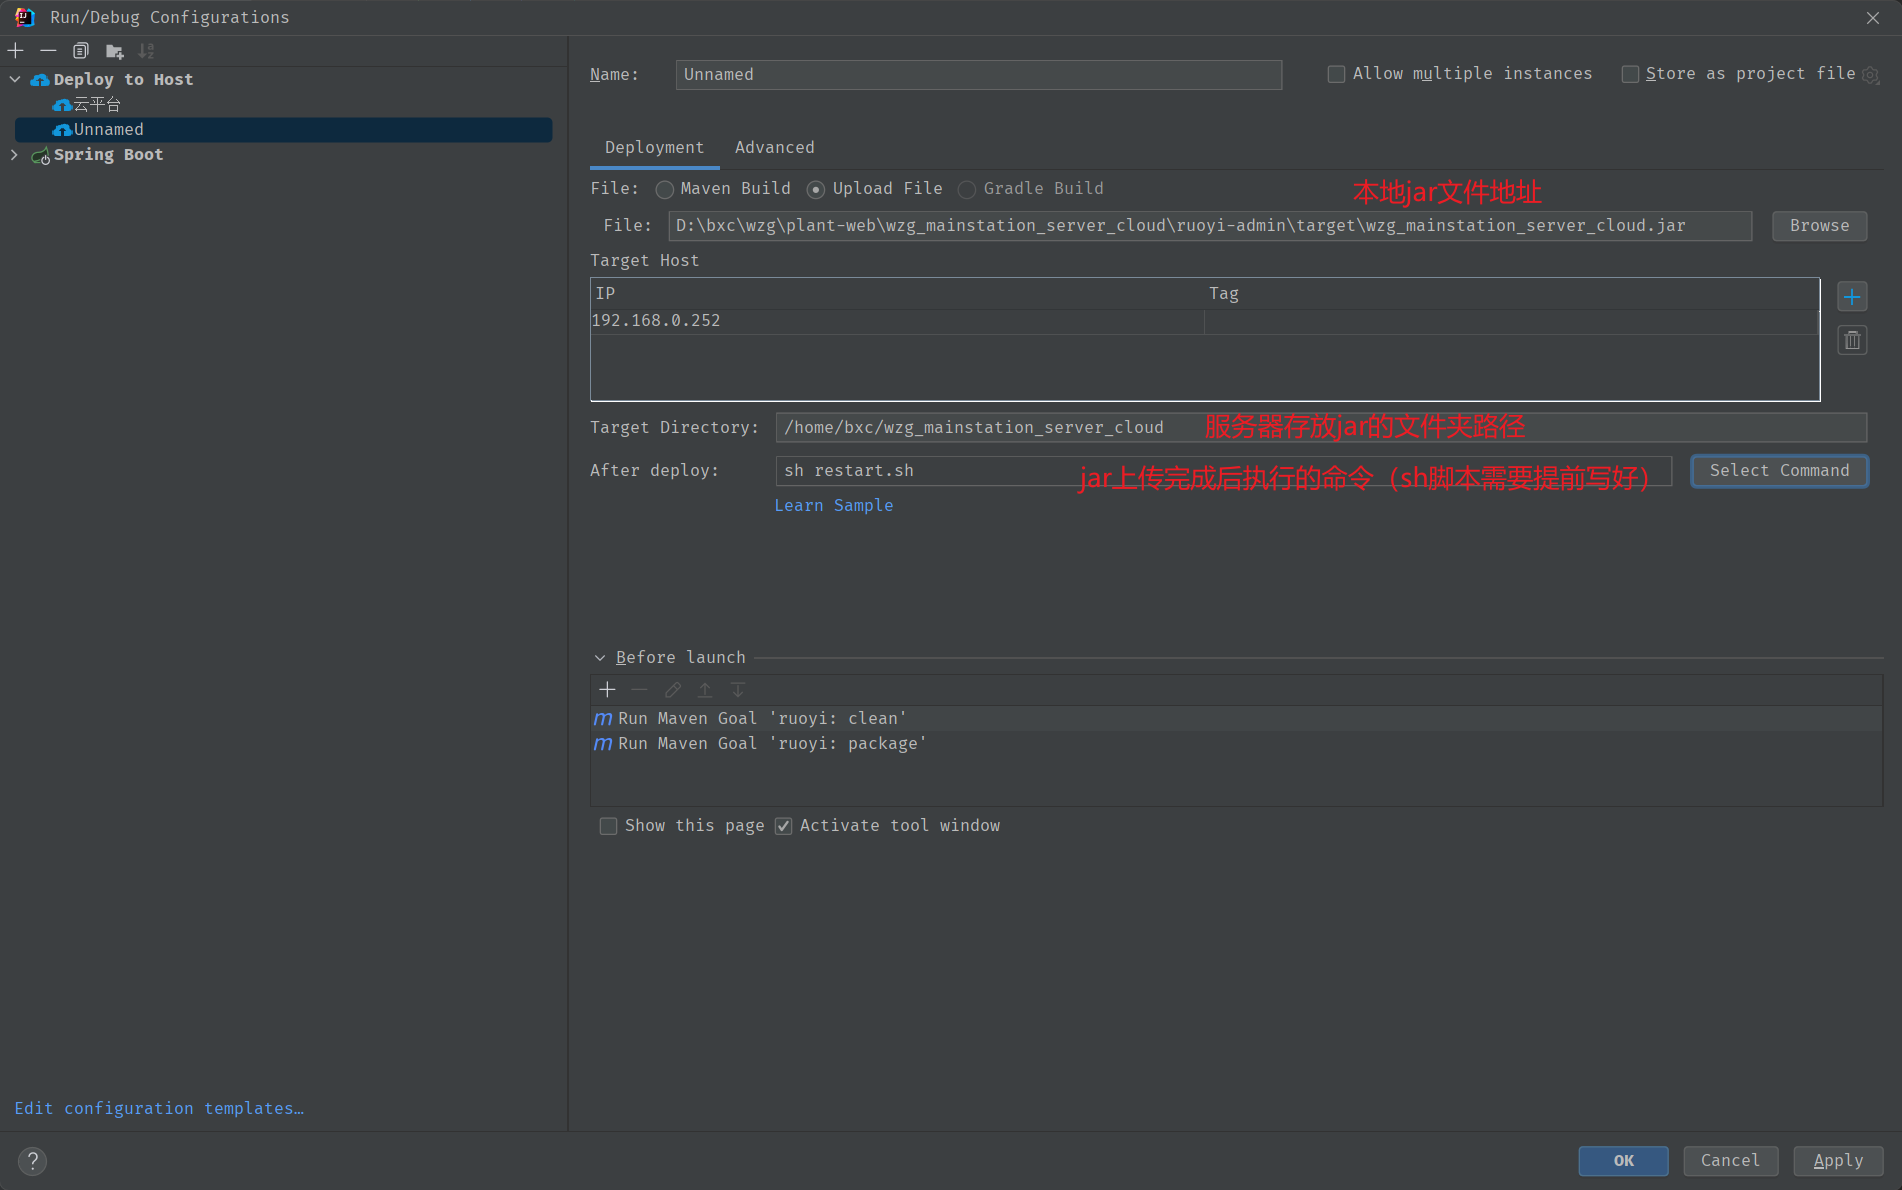 Run/Debug Configurations
Deploy to Host
云平台
Unnamed
Spring Boot
Edit configuration templates…
Name: Unnamed
Allow multiple instances
Store as project file
Deployment Advanced
File: Maven Build Upload File Gradle Build
本地jar文件地址
File: D:\bxc\wzg\plant-web\wzg_mainstation_server_cloud\ruoyi-admin\target\wzg_mainstation_server_cloud.jar Browse
Target Host
IP Tag
192.168.0.252
Target Directory: /home/bxc/wzg_mainstation_server_cloud 服务器存放jar的文件夹路径
After deploy: sh restart.sh jar上传完成后执行的命令（sh脚本需要提前写好） Select Command
Learn Sample
Before launch
m Run Maven Goal 'ruoyi: clean'
m Run Maven Goal 'ruoyi: package'
Show this page Activate tool window
? OK Cancel Apply